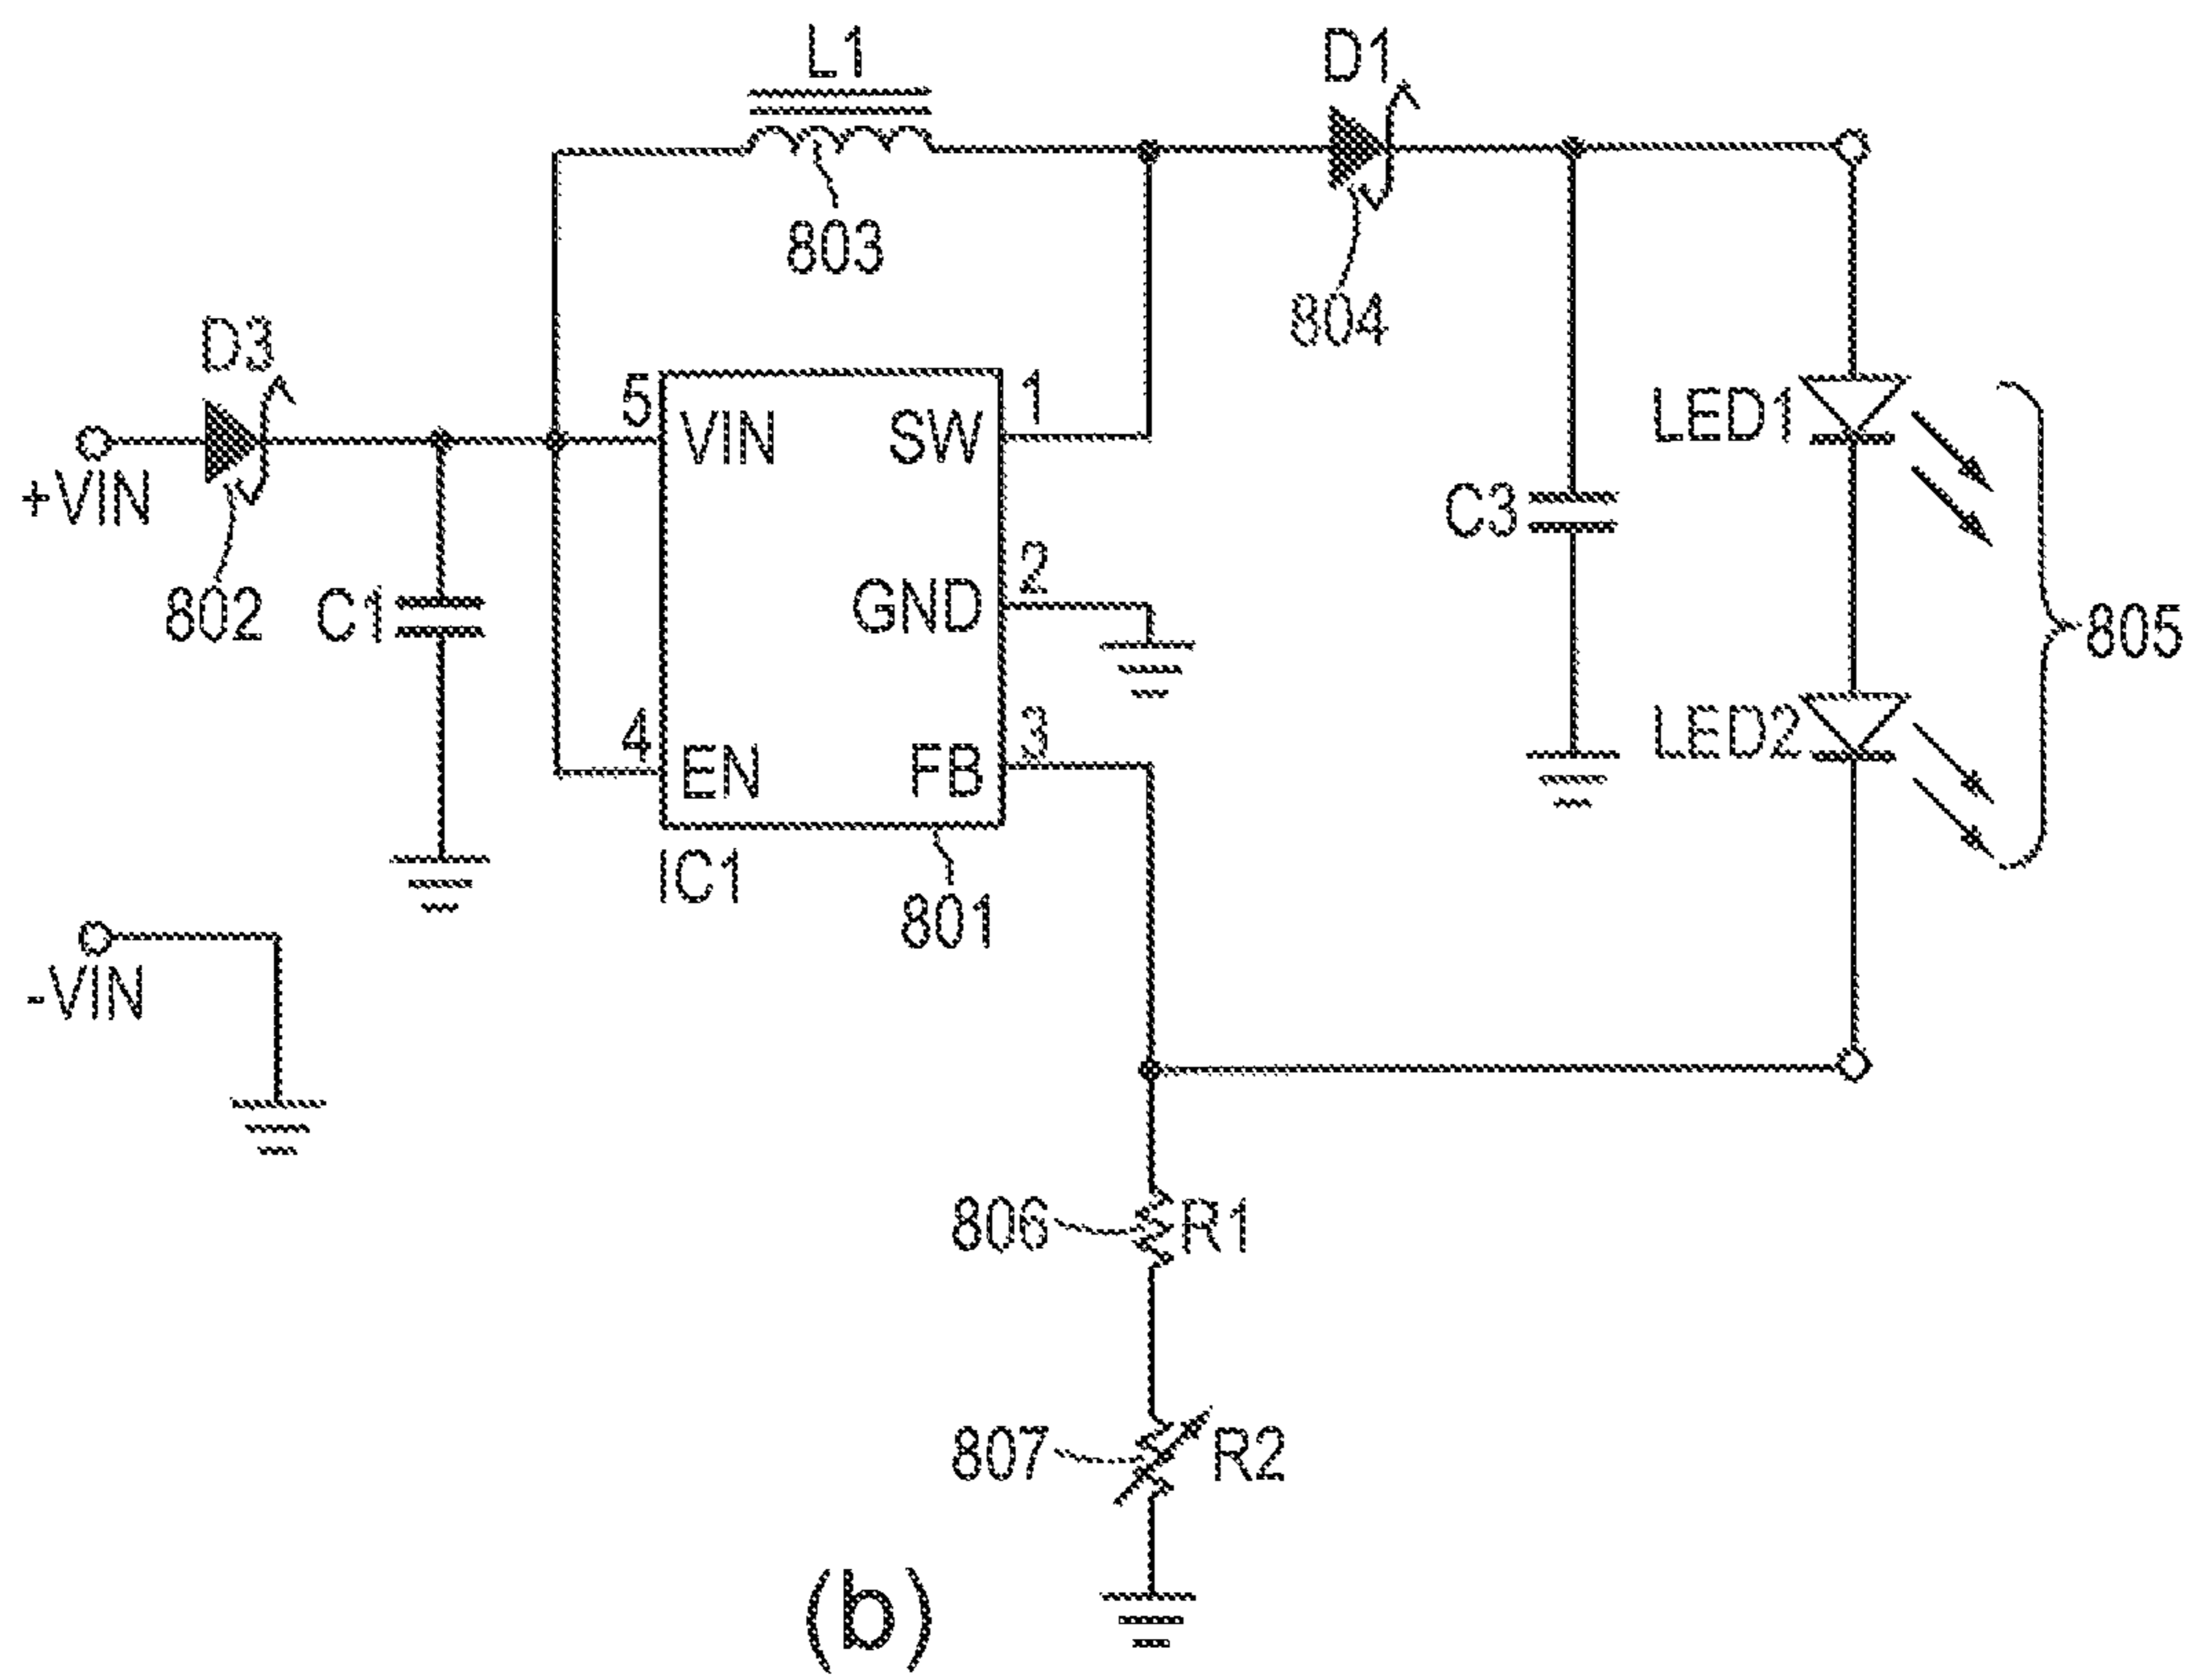 L1
D1
803
804
D3
5
VIN
SW
1
LED1
+VIN
C3
802
C1
GND
2
805
LED2
4
EN
FB
3
IC1
801
-VIN
806
R1
807
R2
(b)